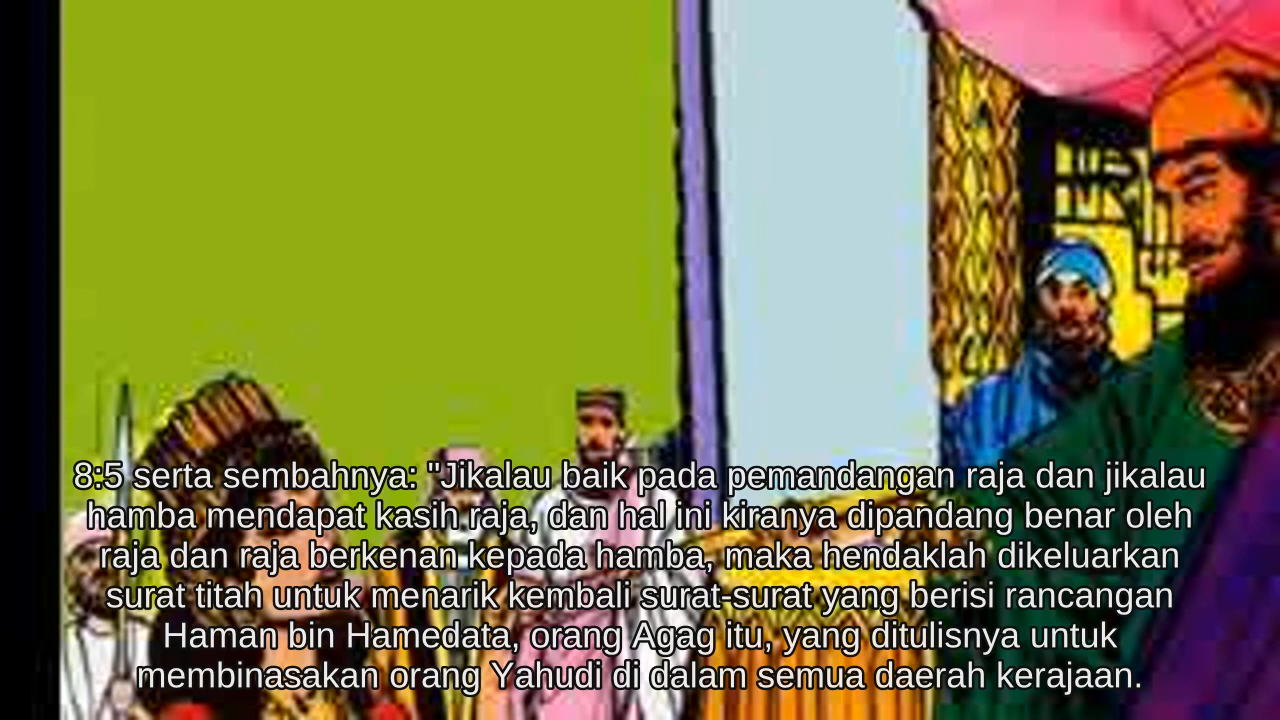 8:5 serta sembahnya: "Jikalau baik pada pemandangan raja dan jikalau
hamba mendapat kasih raja, dan hal ini kiranya dipandang benar oleh
raja dan raja berkenan kepada hamba, maka hendaklah dikeluarkan
surat titah untuk menarik kembali surat-surat yang berisi rancangan
Haman bin Hamedata, orang Agag itu, yang ditulisnya untuk
membinasakan orang Yahudi di dalam semua daerah kerajaan.